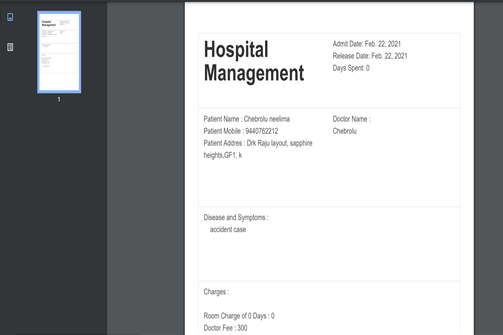 Hospital
Management
Admit Date: Feb. 22, 2021
Release Date: Feb. 22, 2021
Days Spent: 0
Patient Name : Chebrolu neelima
Patient Mobile : 9440762212
Patient Addres : Drk Raju layout, sapphire
heights,GF1, k
Doctor Name :
Chebrolu
Disease and Symptoms :
accident case
Charges :
Room Charge of 0 Days : 0
Doctor Fee : 300
1